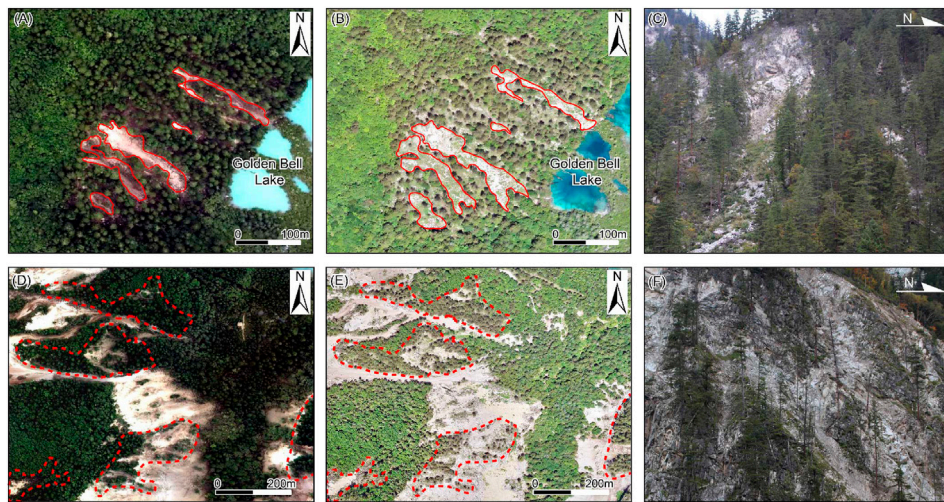 (A)
N
Golden Bell
Lake
0 100m
(B)
N
Golden Bell
Lake
0 100m
(C)
N
(D)
N
0 200m
(E)
N
0 200m
(F)
N